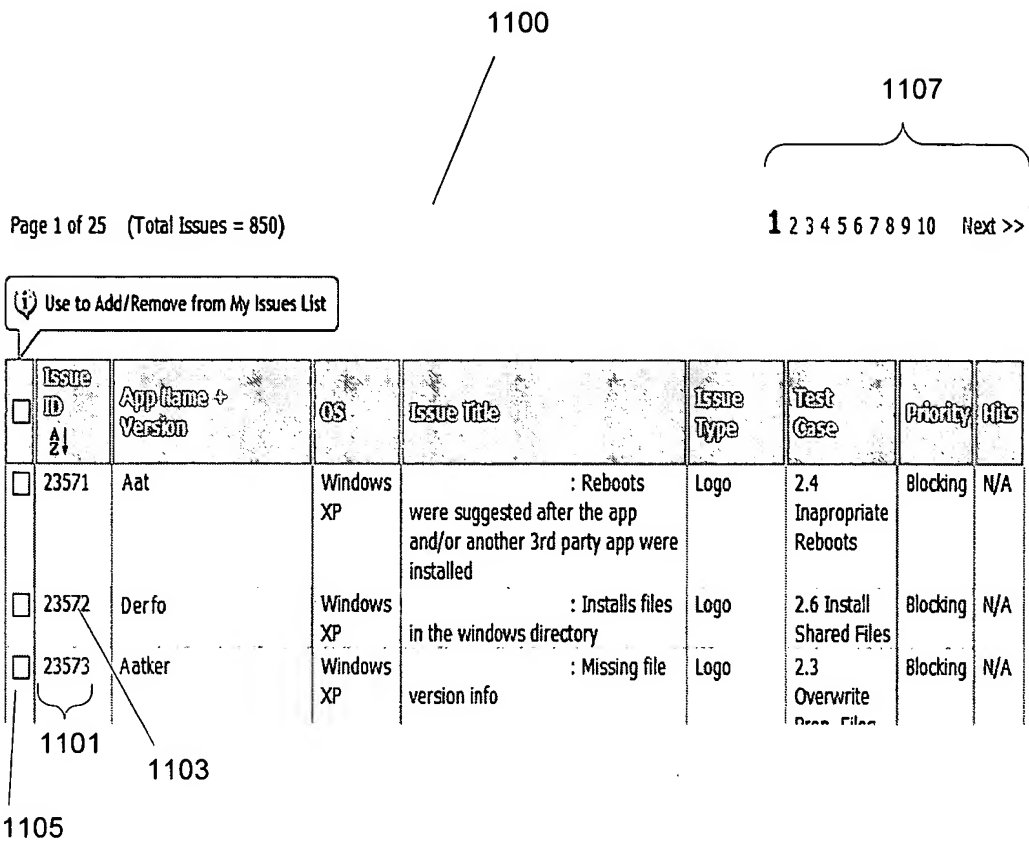 1100
1107
Page 1 of 25 (Total Issues = 850)
1 2 3 4 5 6 7 8 9 10 Next >>
i Use to Add/Remove from My Issues List
Issue ID A Z App Name + Version OS Issue Title Issue Type Test Case Priority Hits
23571 Aat Windows XP : Reboots were suggested after the app and/or another 3rd party app were installed Logo 2.4 Inapropriate Reboots Blocking N/A
23572 Derfo Windows XP : Installs files in the windows directory Logo 2.6 Install Shared Files Blocking N/A
23573 Aatker Windows XP : Missing file version info Logo 2.3 Overwrite
1101
1103
1105